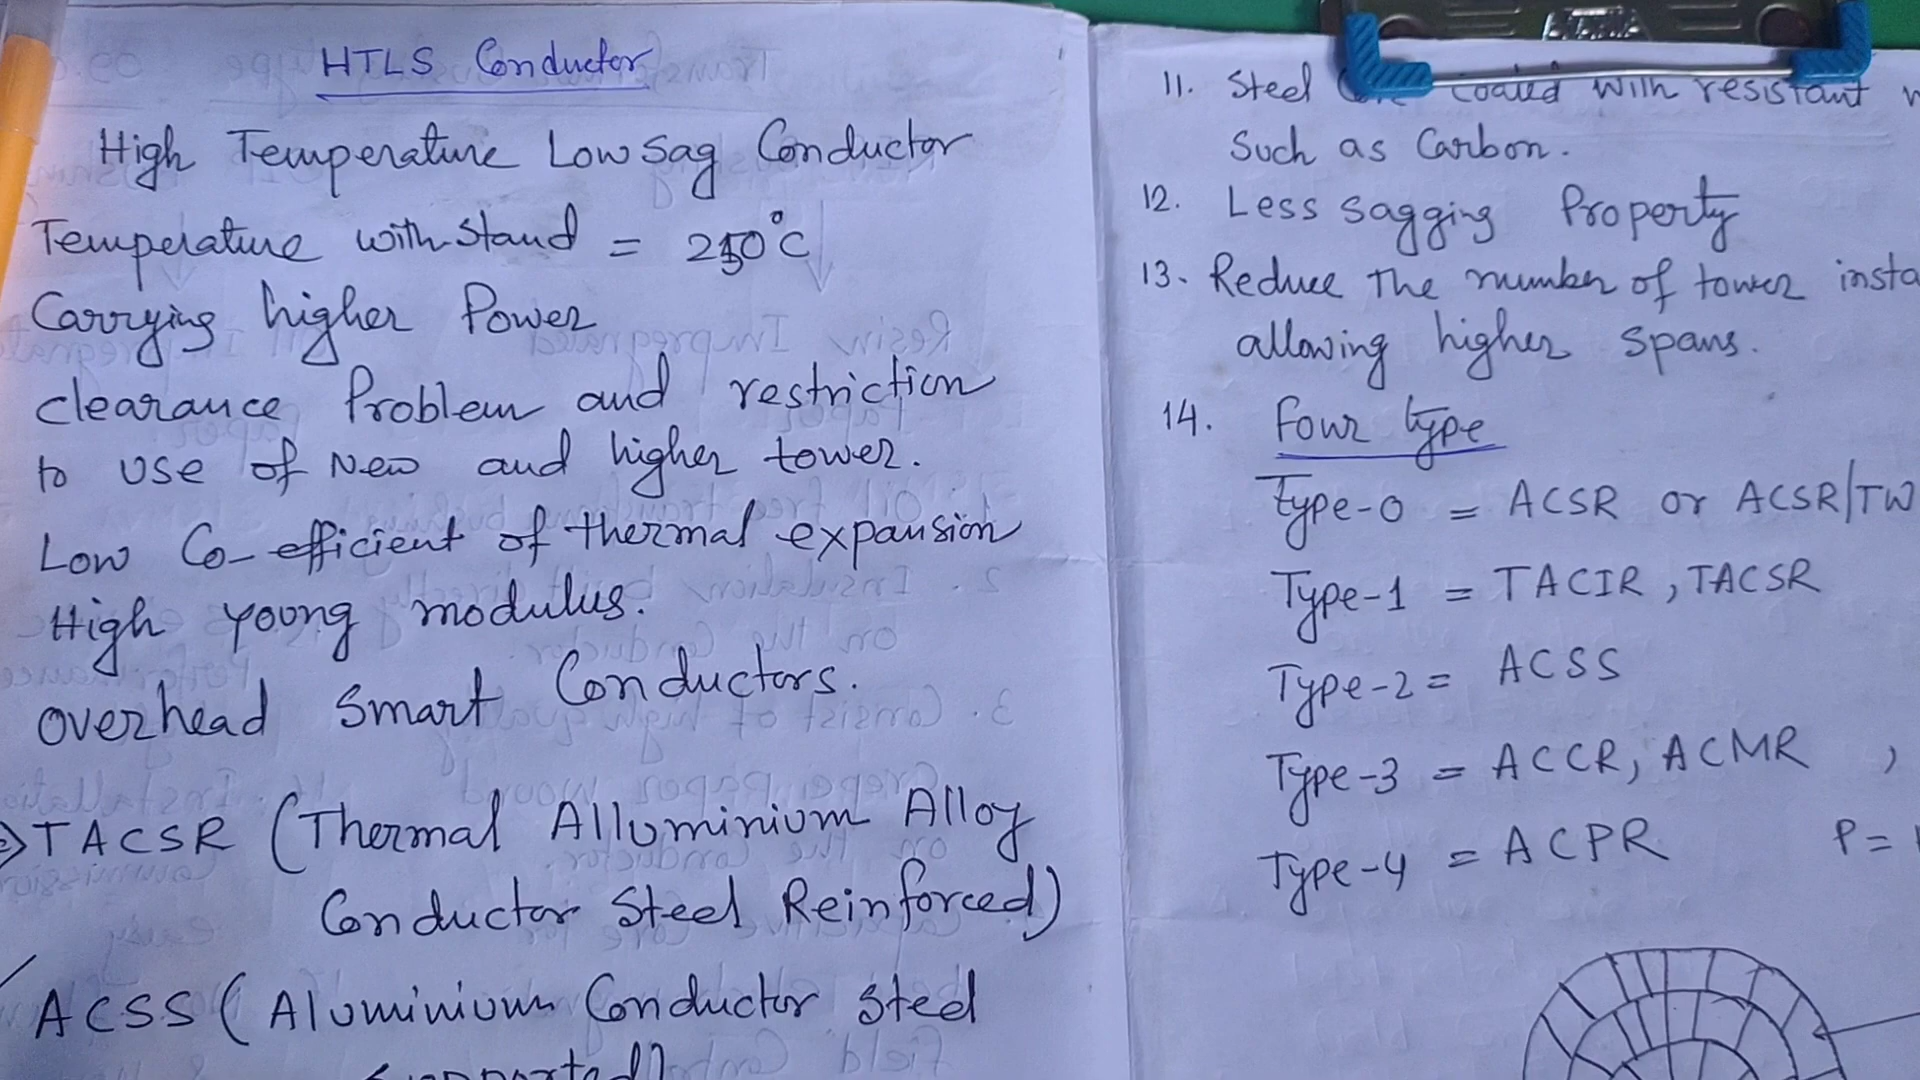 HTLS Conductor
High Temperature Low Sag Conductor
Temperature with stand = 250°C
Carrying higher Power
clearance Problem and restriction
to use of New and higher tower.
Low Co-efficient of thermal expansion
High young modulus.
overhead Smart Conductors.
TACSR (Thermal Alluminium Alloy
Conductor Steel Reinforced)
ACSS (Aluminium Conductor Steel
11. Steel coated with resistant
Such as Carbon.
12. Less Sagging Property
13. Reduce The number of tower insta
allowing higher Spans.
14. Four type
Type-0 = ACSR or ACSR/TW
Type-1 = TACIR, TACSR
Type-2 = ACSS
Type-3 = ACCR, ACMR ,
Type-4 = ACPR P=